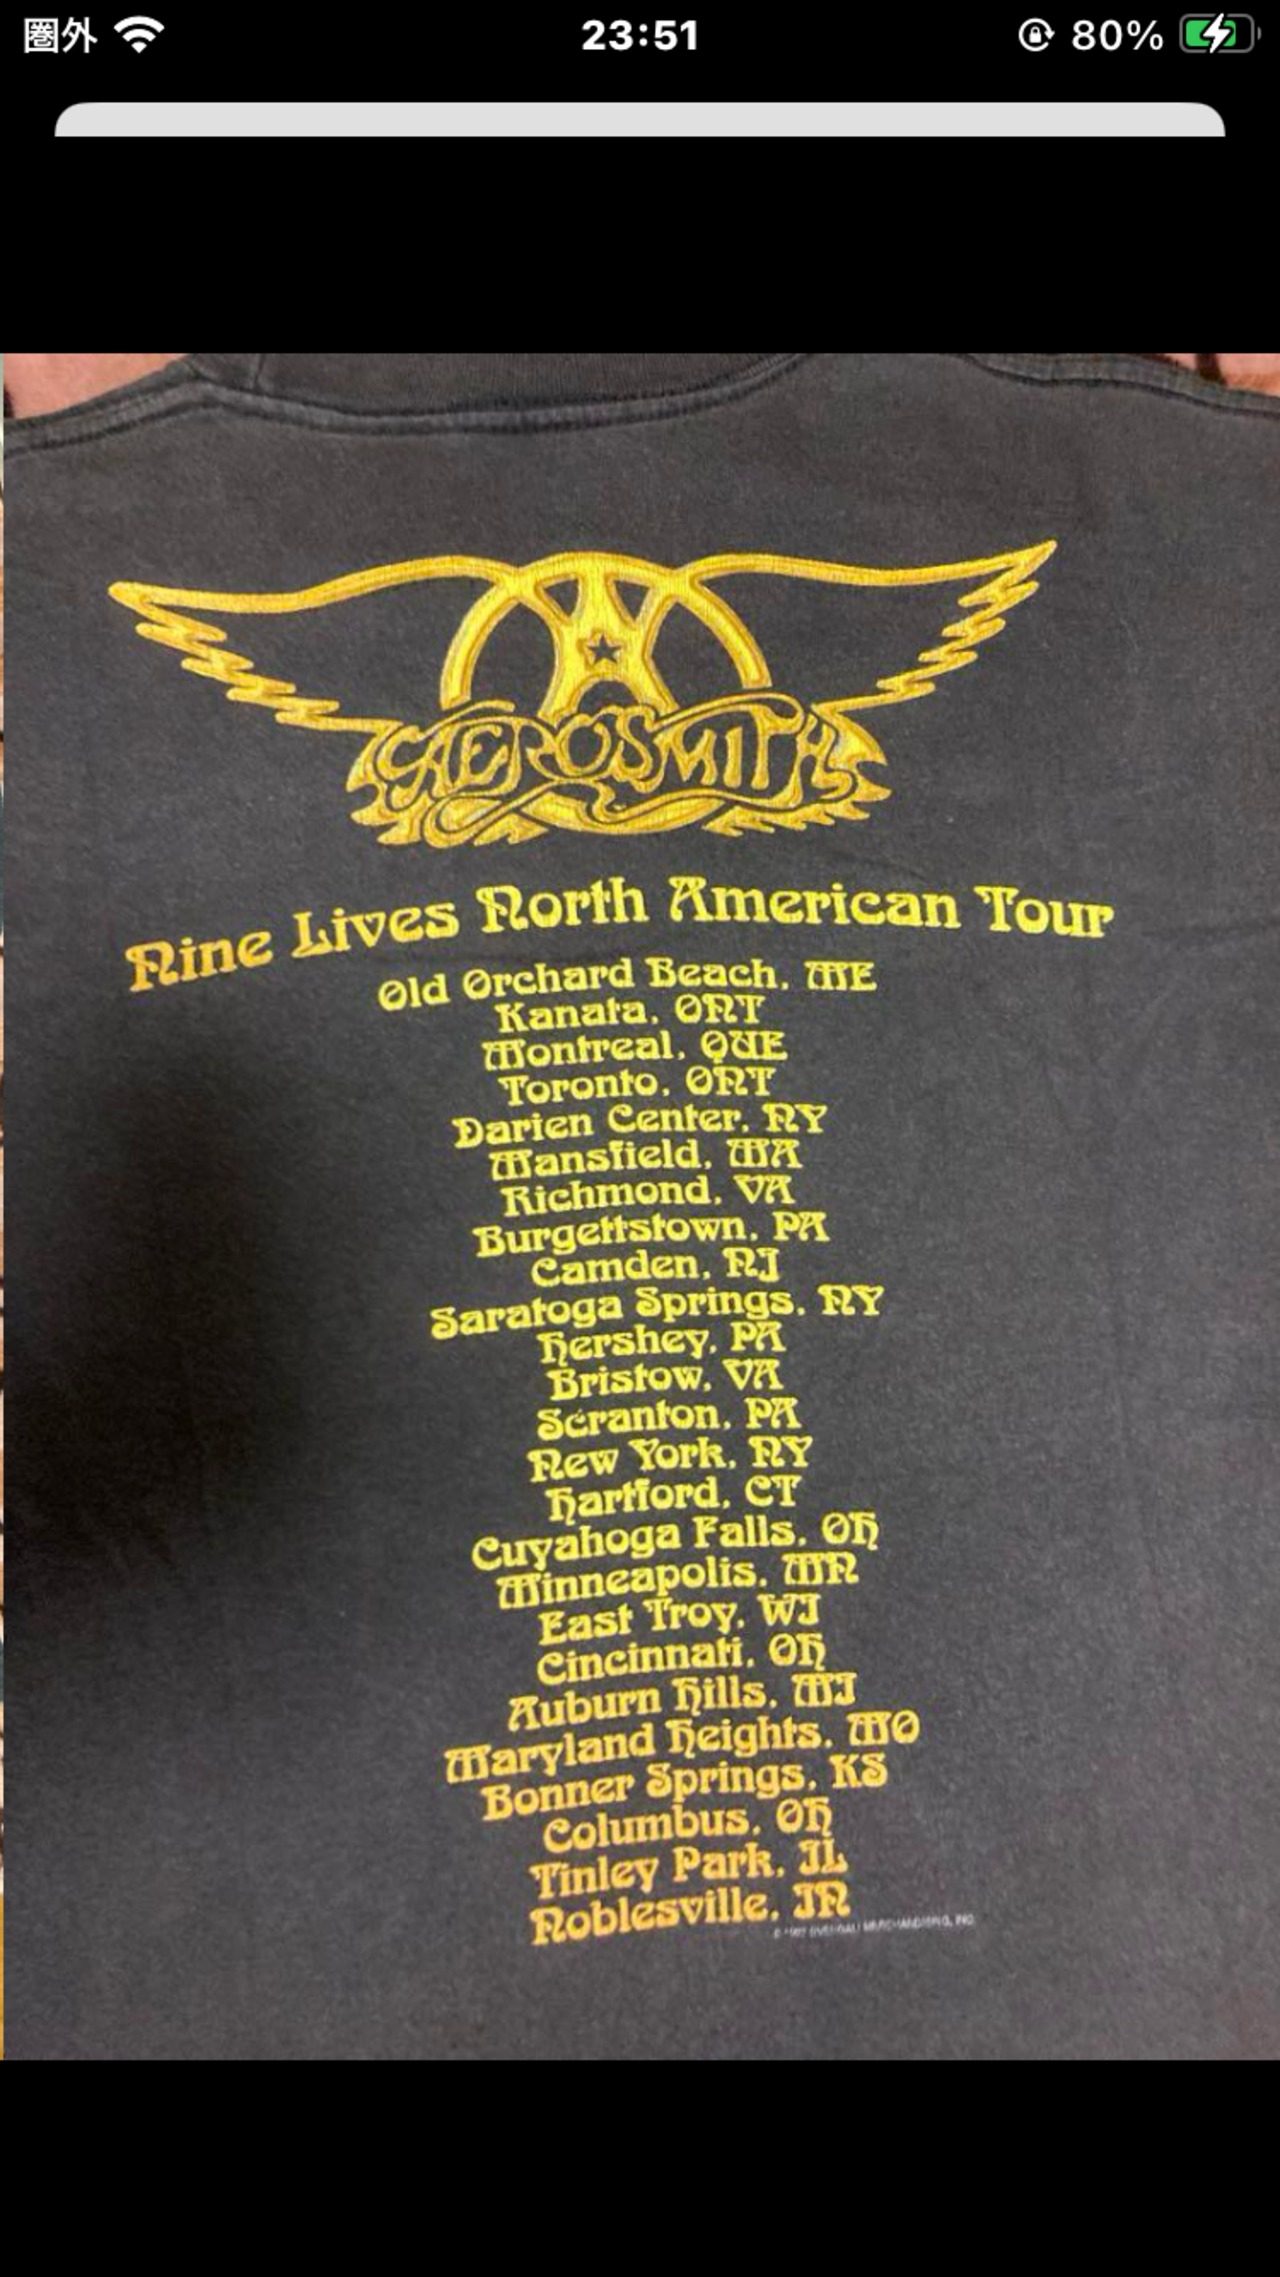 圏外
23:51
80%
AEROSMITH
Nine Lives North American Tour
Old Orchard Beach, ME
Kanata, ONT
Montreal, QUE
Toronto, ONT
Darien Center, NY
Mansfield, MA
Richmond, VA
Burgettstown, PA
Camden, NJ
Saratoga Springs, NY
Hershey, PA
Bristow, VA
Scranton, PA
New York, NY
Hartford, CT
Cuyahoga Falls, OH
Minneapolis, MN
East Troy, WI
Cincinnati, OH
Auburn Hills, MI
Maryland Heights, MO
Bonner Springs, KS
Columbus, OH
Tinley Park, IL
Noblesville, IN
MERCHANDISING, INC.